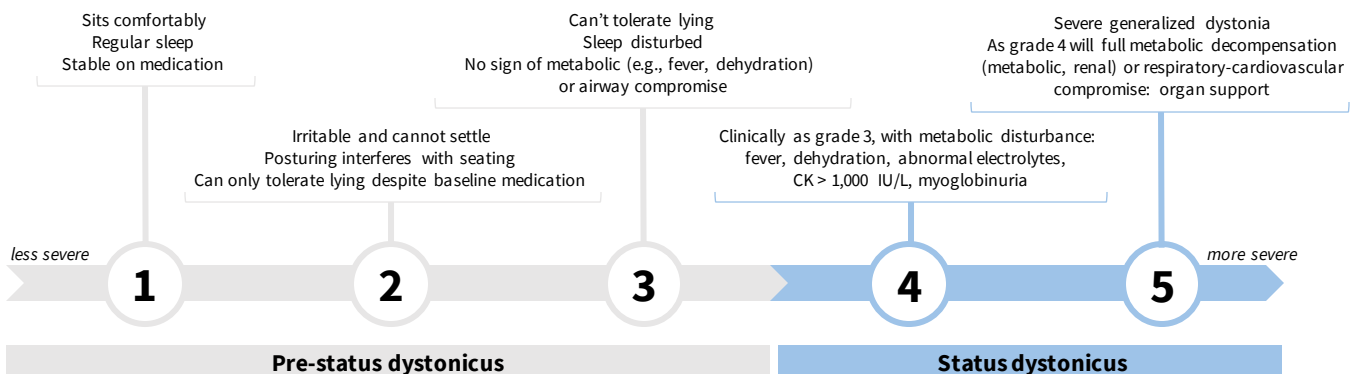 Sits comfortably
Regular sleep
Stable on medication
Irritable and cannot settle
Posturing interferes with seating
Can only tolerate lying despite baseline medication
Can't tolerate lying
Sleep disturbed
No sign of metabolic (e.g., fever, dehydration)
or airway compromise
Clinically as grade 3, with metabolic disturbance:
fever, dehydration, abnormal electrolytes,
CK > 1,000 IU/L, myoglobinuria
Severe generalized dystonia
As grade 4 will full metabolic decompensation
(metabolic, renal) or respiratory-cardiovascular
compromise: organ support
less severe
1
2
3
4
5
more severe
Pre-status dystonicus
Status dystonicus